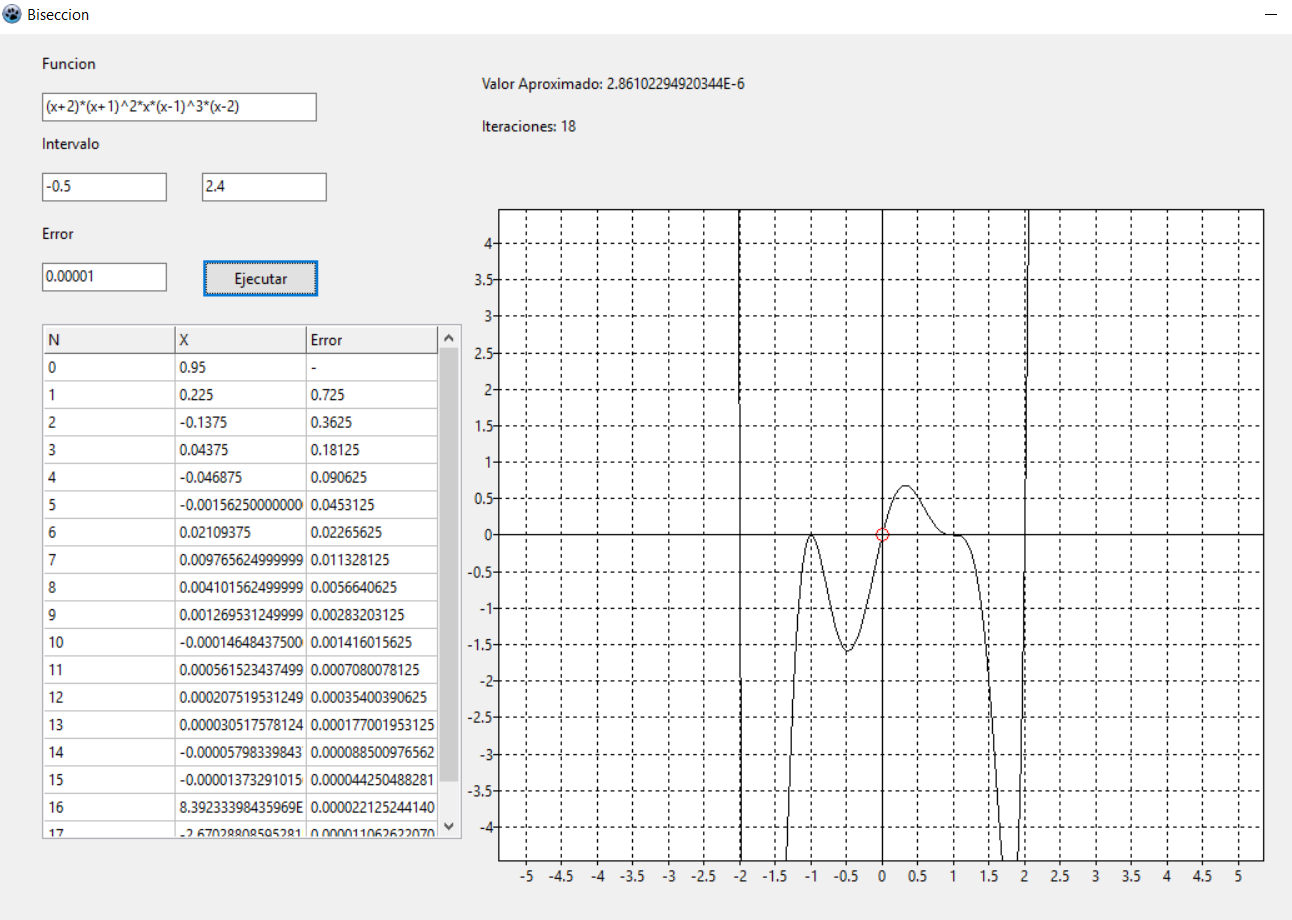 Biseccion
Funcion
(x+2)*(x+1)^2*x*(x-1)^3*(x-2)
Intervalo
-0.5 2.4
Error
0.00001 Ejecutar
Valor Aproximado: 2.86102294920344E-6
Iteraciones: 18
N X Error
0 0.95 -
1 0.225 0.725
2 -0.1375 0.3625
3 0.04375 0.18125
4 -0.046875 0.090625
5 -0.00156250000000 0.0453125
6 0.02109375 0.02265625
7 0.009765624999999 0.011328125
8 0.004101562499999 0.0056640625
9 0.001269531249999 0.00283203125
10 -0.00014648437500 0.001416015625
11 0.000561523437499 0.0007080078125
12 0.000207519531249 0.00035400390625
13 0.000030517578124 0.000177001953125
14 -0.00005798339843 0.000088500976562
15 -0.00001373291015 0.000044250488281
16 8.39233398435969E 0.000022125244140
17 -2.67028808595281 0.000011062622070
4
3.5
3
2.5
2
1.5
1
0.5
0
-0.5
-1
-1.5
-2
-2.5
-3
-3.5
-4
-5 -4.5 -4 -3.5 -3 -2.5 -2 -1.5 -1 -0.5 0 0.5 1 1.5 2 2.5 3 3.5 4 4.5 5